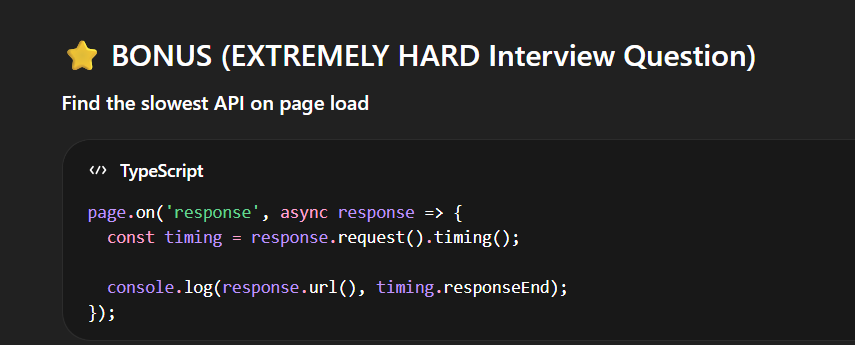 ⭐ BONUS (EXTREMELY HARD Interview Question)
Find the slowest API on page load
</> TypeScript
page.on('response', async response => {
  const timing = response.request().timing();
  console.log(response.url(), timing.responseEnd);
});